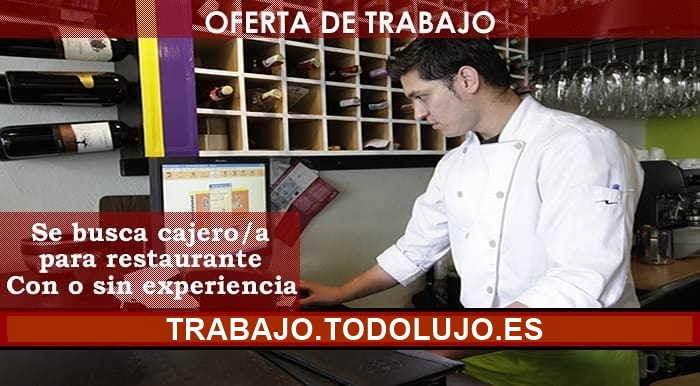 OFERTA DE TRABAJO
Se busca cajero/a
para restaurante
Con o sin experiencia
TRABAJO.TODOLUJO.ES